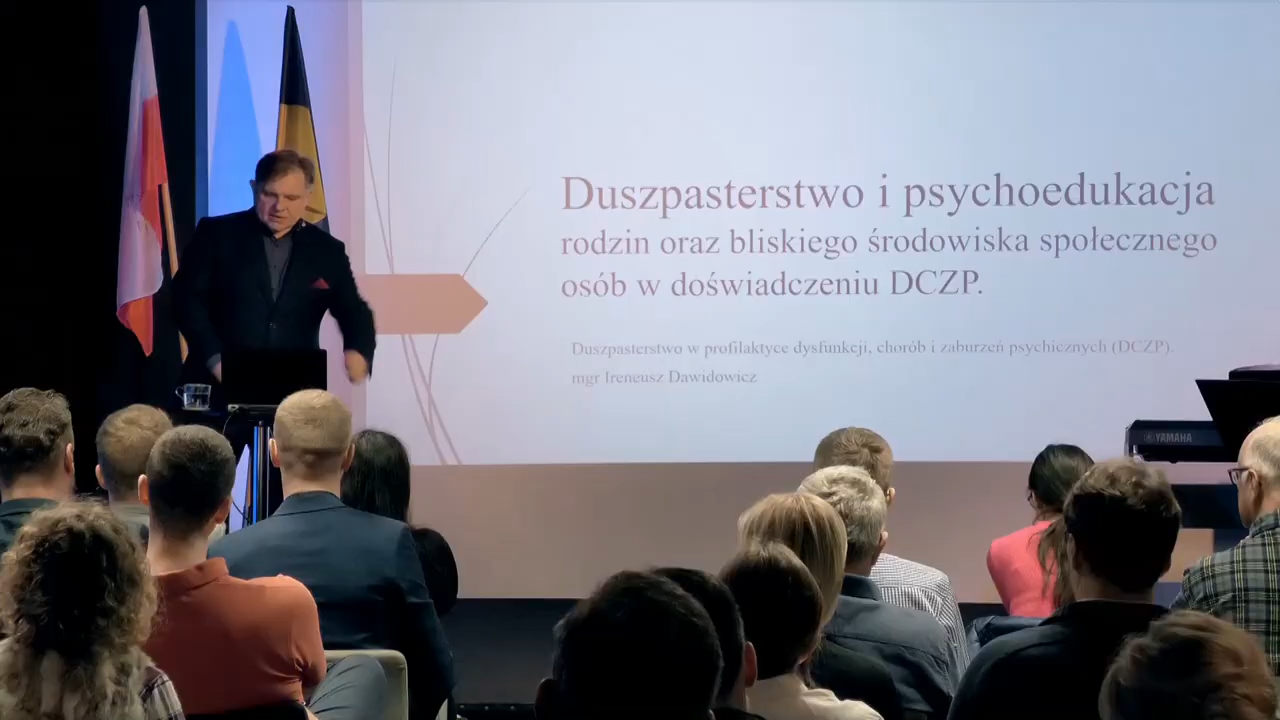 Duszpasterstwo i psychoedukacja
rodzin oraz bliskiego środowiska społecznego
osób w doświadczeniu DCZP.
Duszpasterstwo w profilaktyce dysfunkcji, chorób i zaburzeń psychicznych (DCZP).
mgr Ireneusz Dawidowicz
YAMAHA